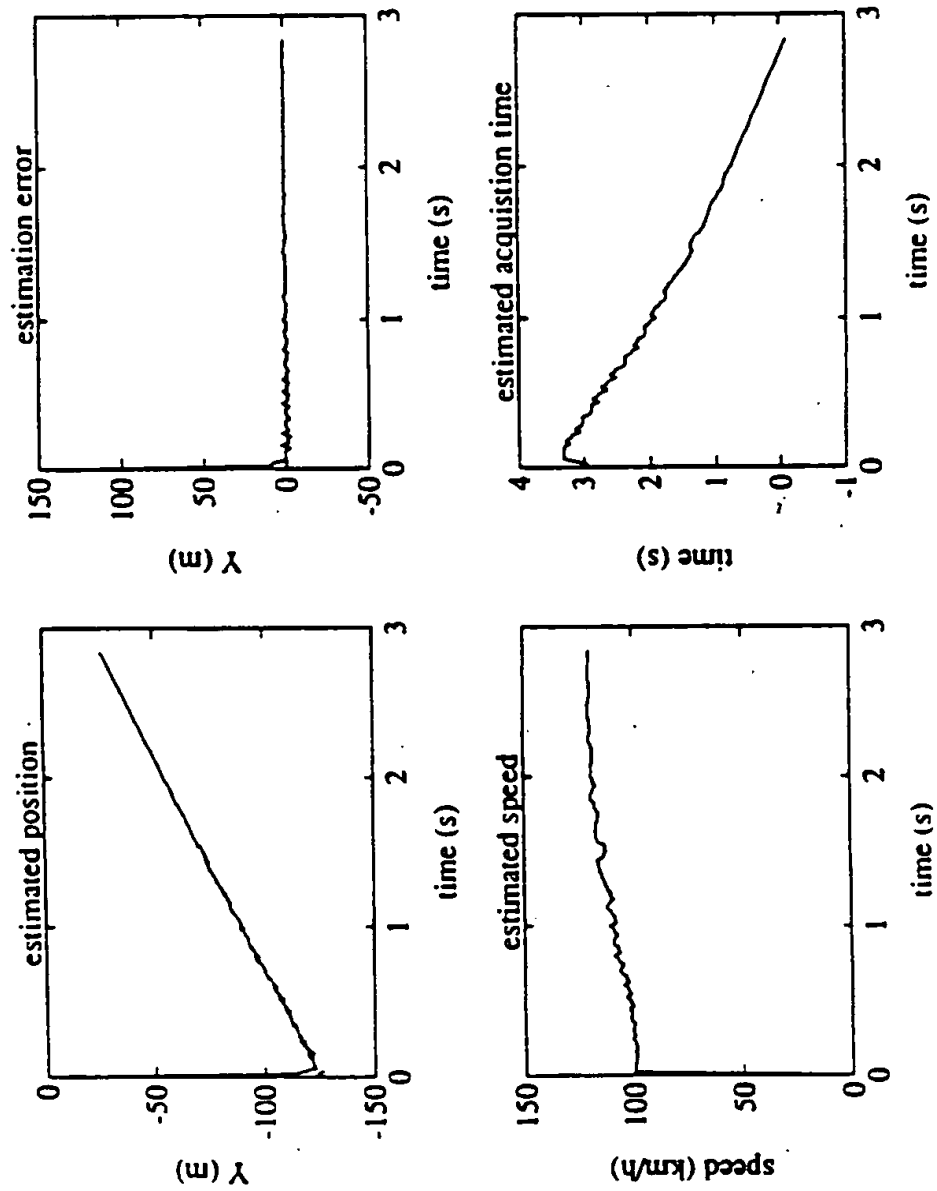 estimated position
0
-50
-100
-150
Y (m)
0 1 2 3
time (s)
estimation error
150
100
50
0
-50
Y (m)
0 1 2 3
time (s)
estimated speed
150
100
50
0
speed (km/h)
0 1 2 3
time (s)
estimated acquistion time
4
3
2
1
0
-1
time (s)
0 1 2 3
time (s)